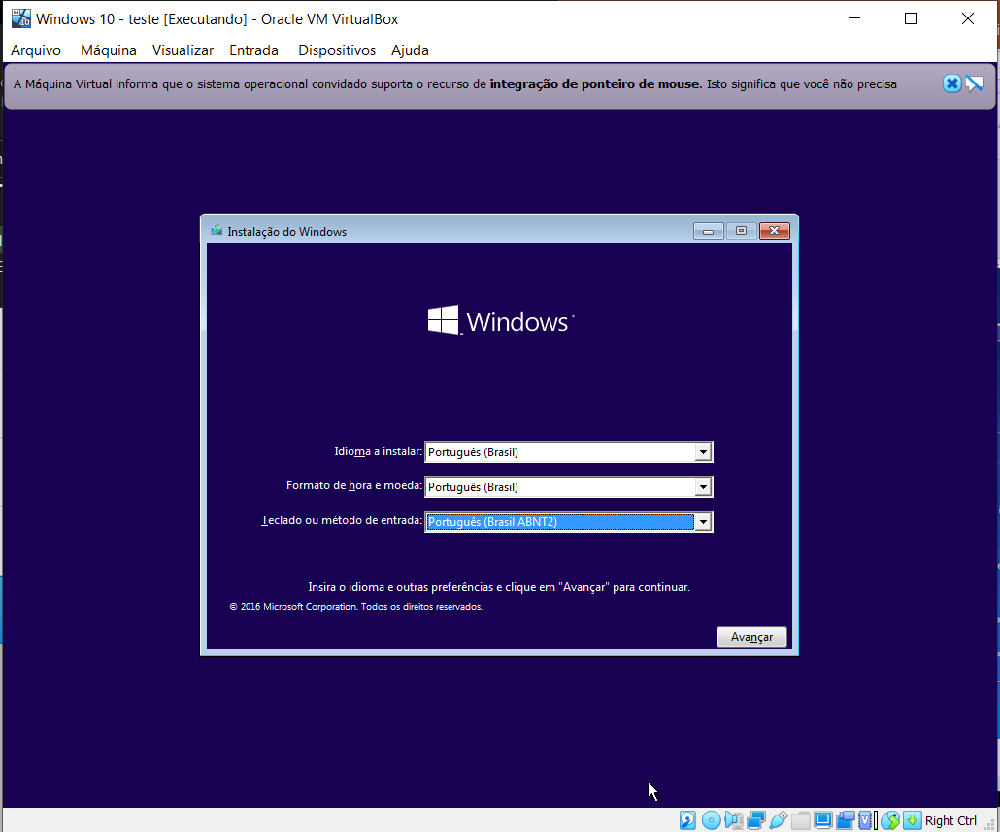 Windows 10 - teste [Executando] - Oracle VM VirtualBox
Arquivo Máquina Visualizar Entrada Dispositivos Ajuda
A Máquina Virtual informa que o sistema operacional convidado suporta o recurso de integração de ponteiro de mouse. Isto significa que você não precisa
Instalação do Windows
Windows
Idioma a instalar: Português (Brasil)
Formato de hora e moeda: Português (Brasil)
Teclado ou método de entrada: Português (Brasil ABNT2)
Insira o idioma e outras preferências e clique em "Avançar" para continuar.
© 2016 Microsoft Corporation. Todos os direitos reservados.
Avançar
Right Ctrl